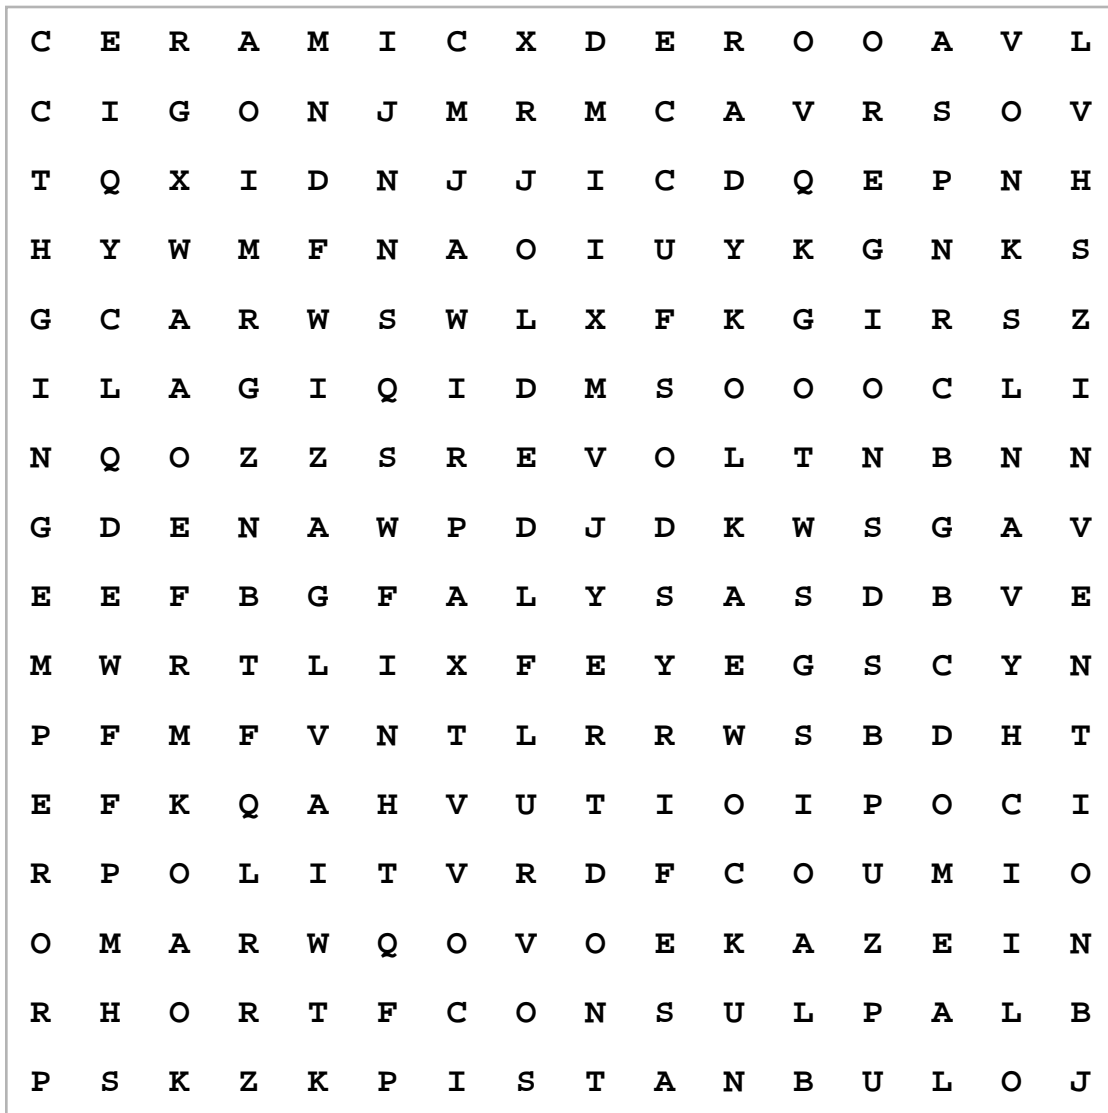 C E R A M I C X D E R O O A V L
C I G O N J M R M C A V R S O V
T Q X I D N J J I C D Q E P N H
H Y W M F N A O I U Y K G N K S
G C A R W S W L X F K G I R S Z
I L A G I Q I D M S O O O C L I
N Q O Z Z S R E V O L T N B N N
G D E N A W P D J D K W S G A V
E E F B G F A L Y S A S D B V E
M W R T L I X F E Y E G S C Y N
P F M F V N T L R R W S B D H T
E F K Q A H V U T I O I P O C I
R P O L I T V R D F C O U M I O
O M A R W Q O V O E K A Z E I N
R H O R T F C O N S U L P A L B
P S K Z K P I S T A N B U L O J